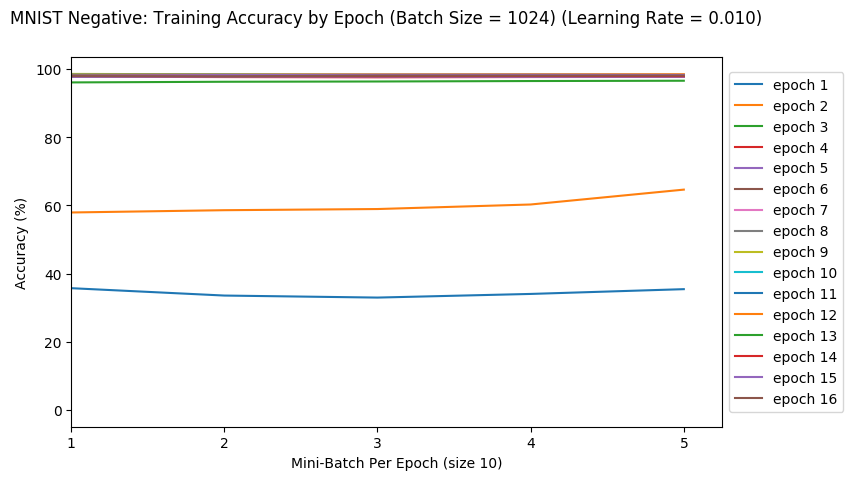 MNIST Negative: Training Accuracy by Epoch (Batch Size = 1024) (Learning Rate = 0.010)
100
80
60
40
20
0
Accuracy (%)
1 2 3 4 5
Mini-Batch Per Epoch (size 10)
epoch 1
epoch 2
epoch 3
epoch 4
epoch 5
epoch 6
epoch 7
epoch 8
epoch 9
epoch 10
epoch 11
epoch 12
epoch 13
epoch 14
epoch 15
epoch 16